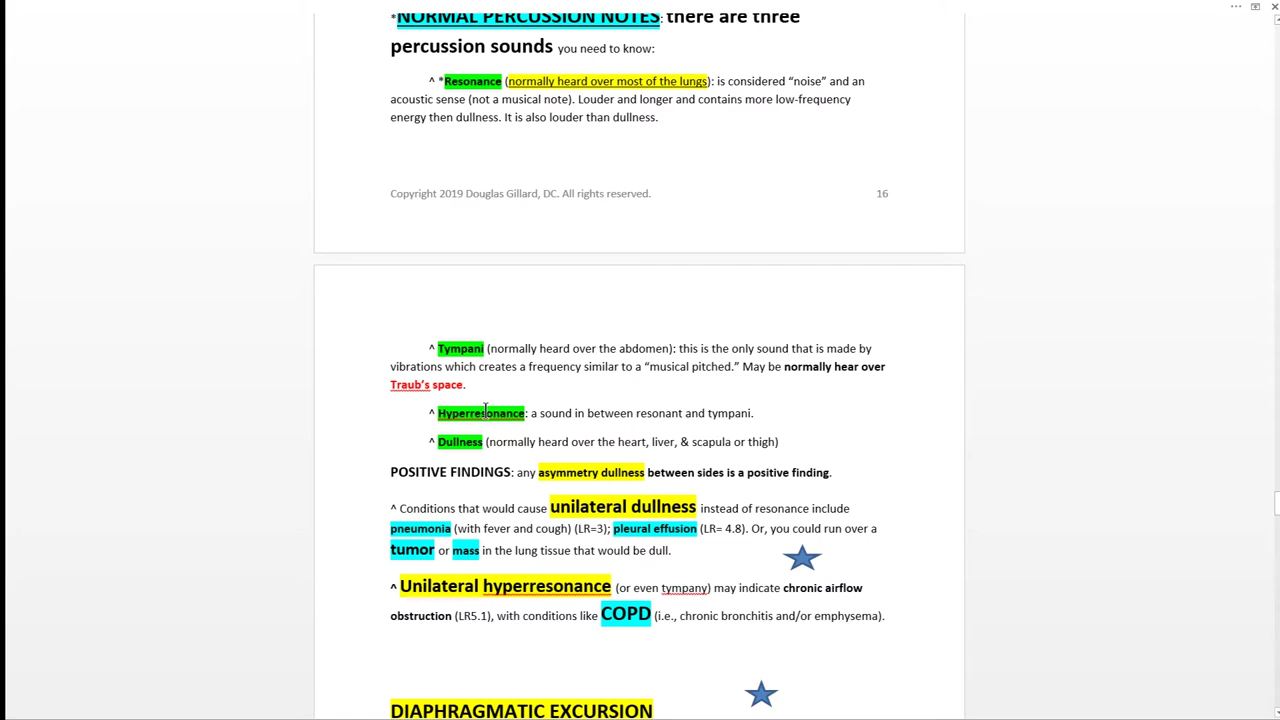 *NORMAL PERCUSSION NOTES: there are three
percussion sounds you need to know:
^ *Resonance (normally heard over most of the lungs): is considered “noise” and an
acoustic sense (not a musical note). Louder and longer and contains more low-frequency
energy then dullness. It is also louder than dullness.
Copyright 2019 Douglas Gillard, DC. All rights reserved. 16
^ Tympani (normally heard over the abdomen): this is the only sound that is made by
vibrations which creates a frequency similar to a “musical pitched.” May be normally hear over
Traub’s space.
^ Hyperresonance: a sound in between resonant and tympani.
^ Dullness (normally heard over the heart, liver, & scapula or thigh)
POSITIVE FINDINGS: any asymmetry dullness between sides is a positive finding.
^ Conditions that would cause unilateral dullness instead of resonance include
pneumonia (with fever and cough) (LR=3); pleural effusion (LR= 4.8). Or, you could run over a
tumor or mass in the lung tissue that would be dull.
^ Unilateral hyperresonance (or even tympany) may indicate chronic airflow
obstruction (LR5.1), with conditions like COPD (i.e., chronic bronchitis and/or emphysema).
DIAPHRAGMATIC EXCURSION